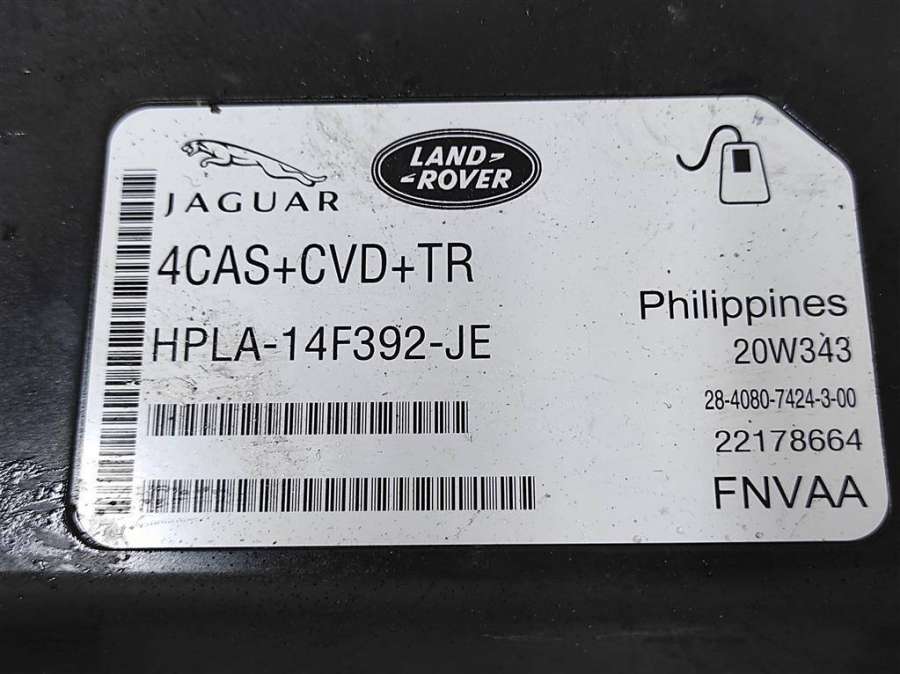 JAGUAR
LAND-
-ROVER
4CAS+CVD+TR
HPLA-14F392-JE
Philippines
20W343
28-4080-7424-3-00
22178664
FNVAA